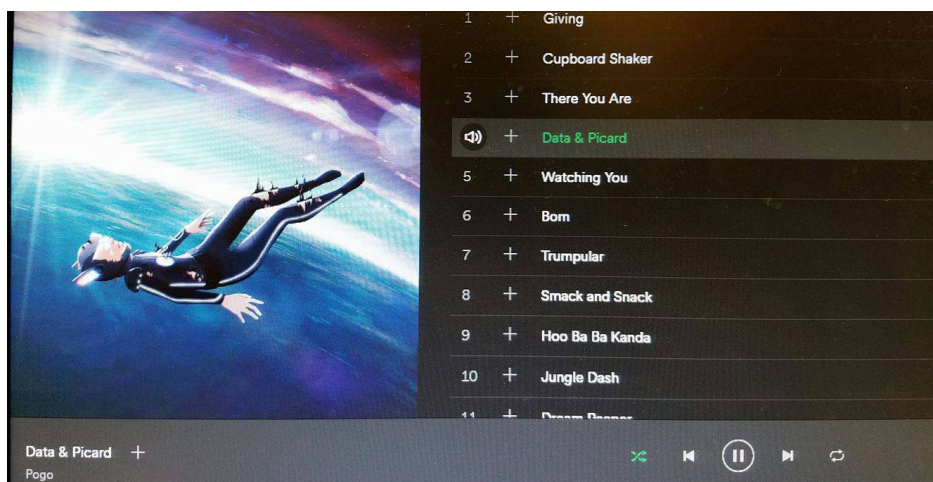 1 + Giving
2 + Cupboard Shaker
3 + There You Are
+ Data & Picard
5 + Watching You
6 + Bom
7 + Trumpular
8 + Smack and Snack
9 + Hoo Ba Ba Kanda
10 + Jungle Dash
11 +
Data & Picard +
Pogo